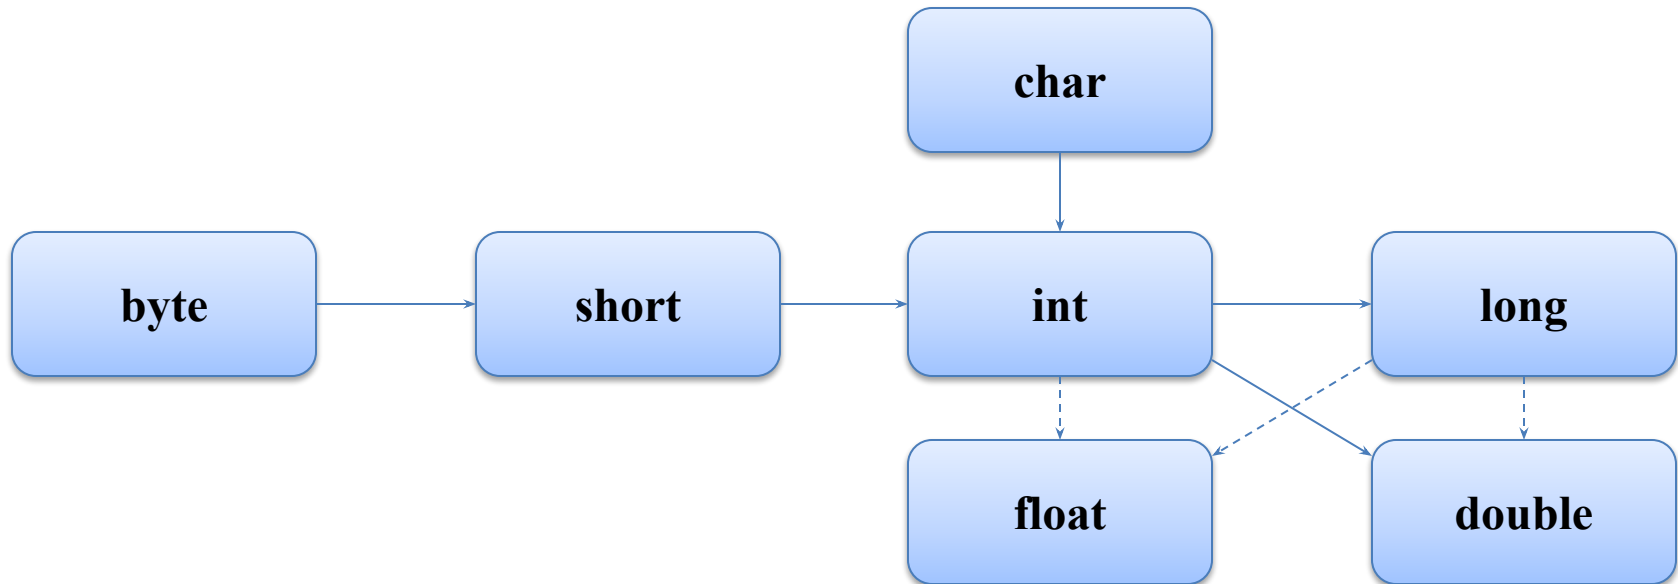 char
byte
short
int
long
float
double